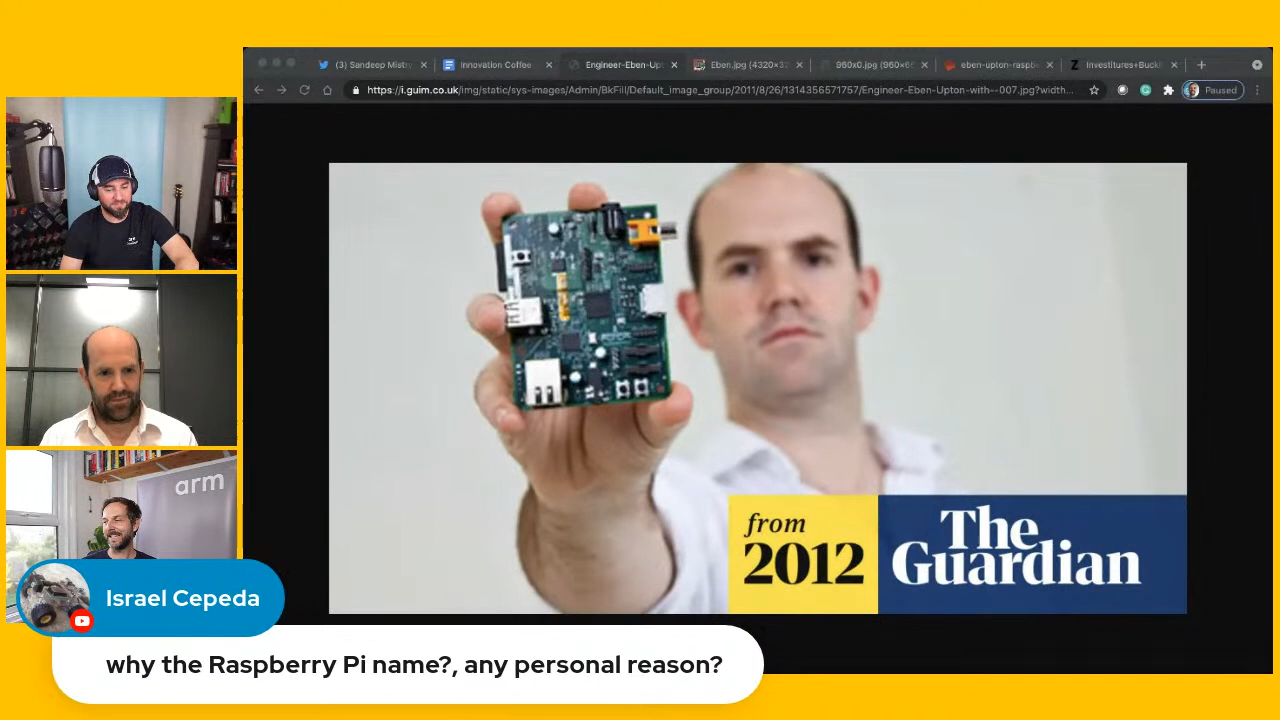 (3) Sandeep Mistry
Innovation Coffee
Engineer-Eben-Upt
Eben.jpg (4320×32
960x0.jpg (960×6
eben-upton-raspbe
Investitures+Buck
https://i.guim.co.uk/img/static/sys-images/Admin/BkFill/Default_image_group/2011/8/26/1314356571757/Engineer-Eben-Upton-with--007.jpg?width...
Paused
arm
from
2012
The
Guardian
Israel Cepeda
why the Raspberry Pi name?, any personal reason?